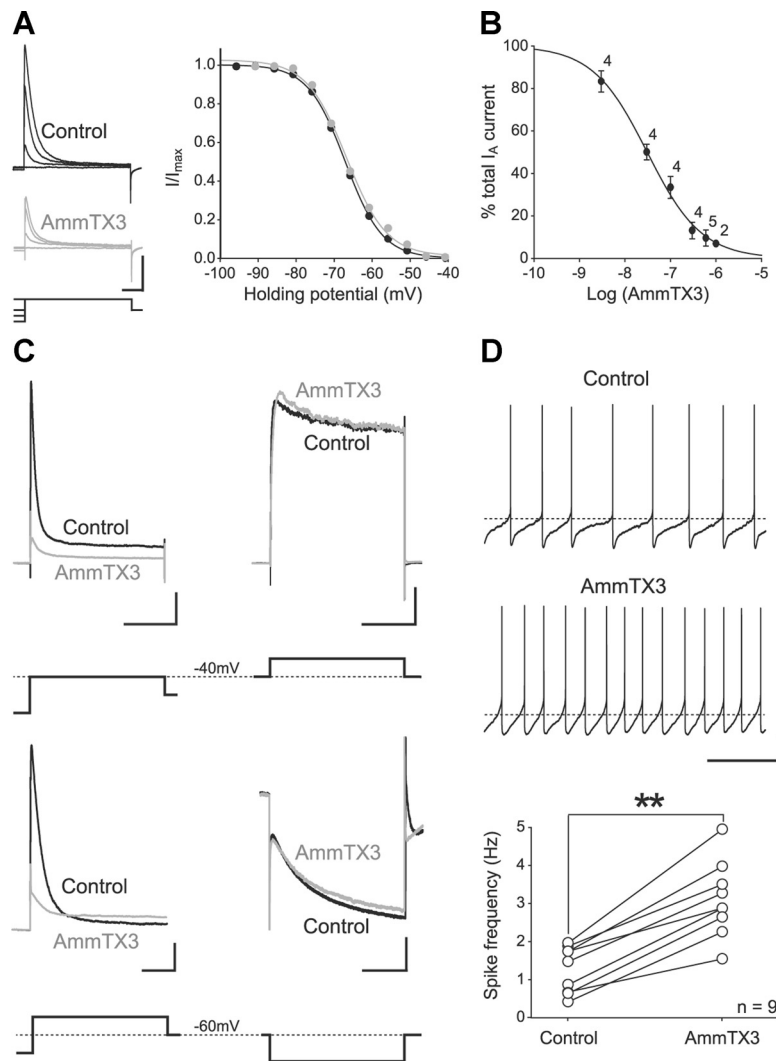 A
Control
AmmTX3
I/Imax
1.0
0.8
0.6
0.4
0.2
0.0
-100 -90 -80 -70 -60 -50 -40
Holding potential (mV)
B
% total IA current
100
80
60
40
20
0
4
4
4
4
5
2
-10 -9 -8 -7 -6 -5
Log (AmmTX3)
C
Control
AmmTX3
AmmTX3
Control
-40mV
Control
AmmTX3
AmmTX3
Control
-60mV
D
Control
AmmTX3
**
Spike frequency (Hz)
5
4
3
2
1
0
n = 9
Control AmmTX3